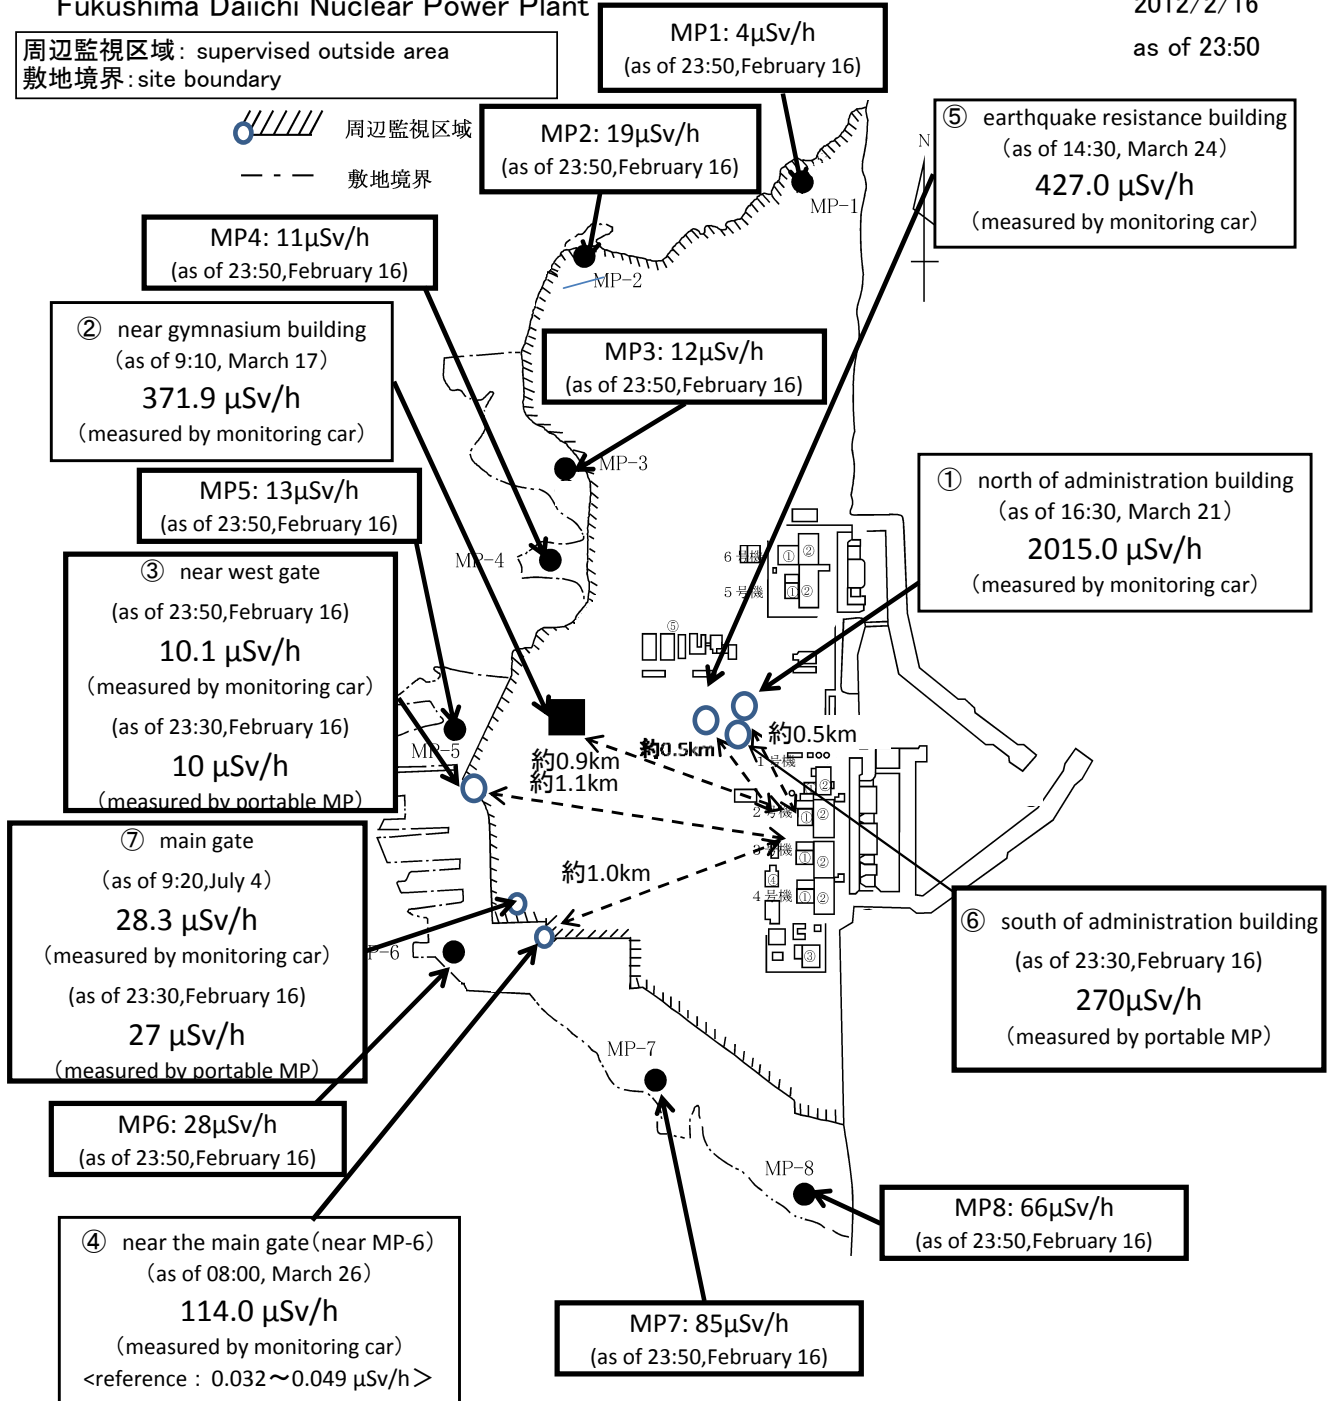 Fukushima Daiichi Nuclear Power Plant
2012/2/16
as of 23:50
周辺監視区域: supervised outside area
敷地境界:site boundary
周辺監視区域
敷地境界
MP1: 4μSv/h
(as of 23:50,February 16)
MP2: 19μSv/h
(as of 23:50,February 16)
⑤ earthquake resistance building
(as of 14:30, March 24)
427.0 μSv/h
(measured by monitoring car)
N
MP-1
MP4: 11μSv/h
(as of 23:50,February 16)
MP-2
② near gymnasium building
(as of 9:10, March 17)
371.9 μSv/h
(measured by monitoring car)
MP3: 12μSv/h
(as of 23:50,February 16)
MP-3
MP5: 13μSv/h
(as of 23:50,February 16)
① north of administration building
(as of 16:30, March 21)
2015.0 μSv/h
(measured by monitoring car)
MP-4
6号機 ① ②
5号機 ① ②
③ near west gate
(as of 23:50,February 16)
10.1 μSv/h
(measured by monitoring car)
(as of 23:30,February 16)
10 μSv/h
(measured by portable MP)
⑤
MP-5
約0.9km
約1.1km
約0.5km
約0.5km
1号機 ②
2号機 ① ②
3号機 ① ②
④
4号機 ① ②
③
⑦ main gate
(as of 9:20,July 4)
28.3 μSv/h
(measured by monitoring car)
(as of 23:30,February 16)
27 μSv/h
(measured by portable MP)
約1.0km
P-6
⑥ south of administration building
(as of 23:30,February 16)
270μSv/h
(measured by portable MP)
MP-7
MP6: 28μSv/h
(as of 23:50,February 16)
MP-8
MP8: 66μSv/h
(as of 23:50,February 16)
④ near the main gate(near MP-6)
(as of 08:00, March 26)
114.0 μSv/h
(measured by monitoring car)
<reference : 0.032～0.049 μSv/h>
MP7: 85μSv/h
(as of 23:50,February 16)